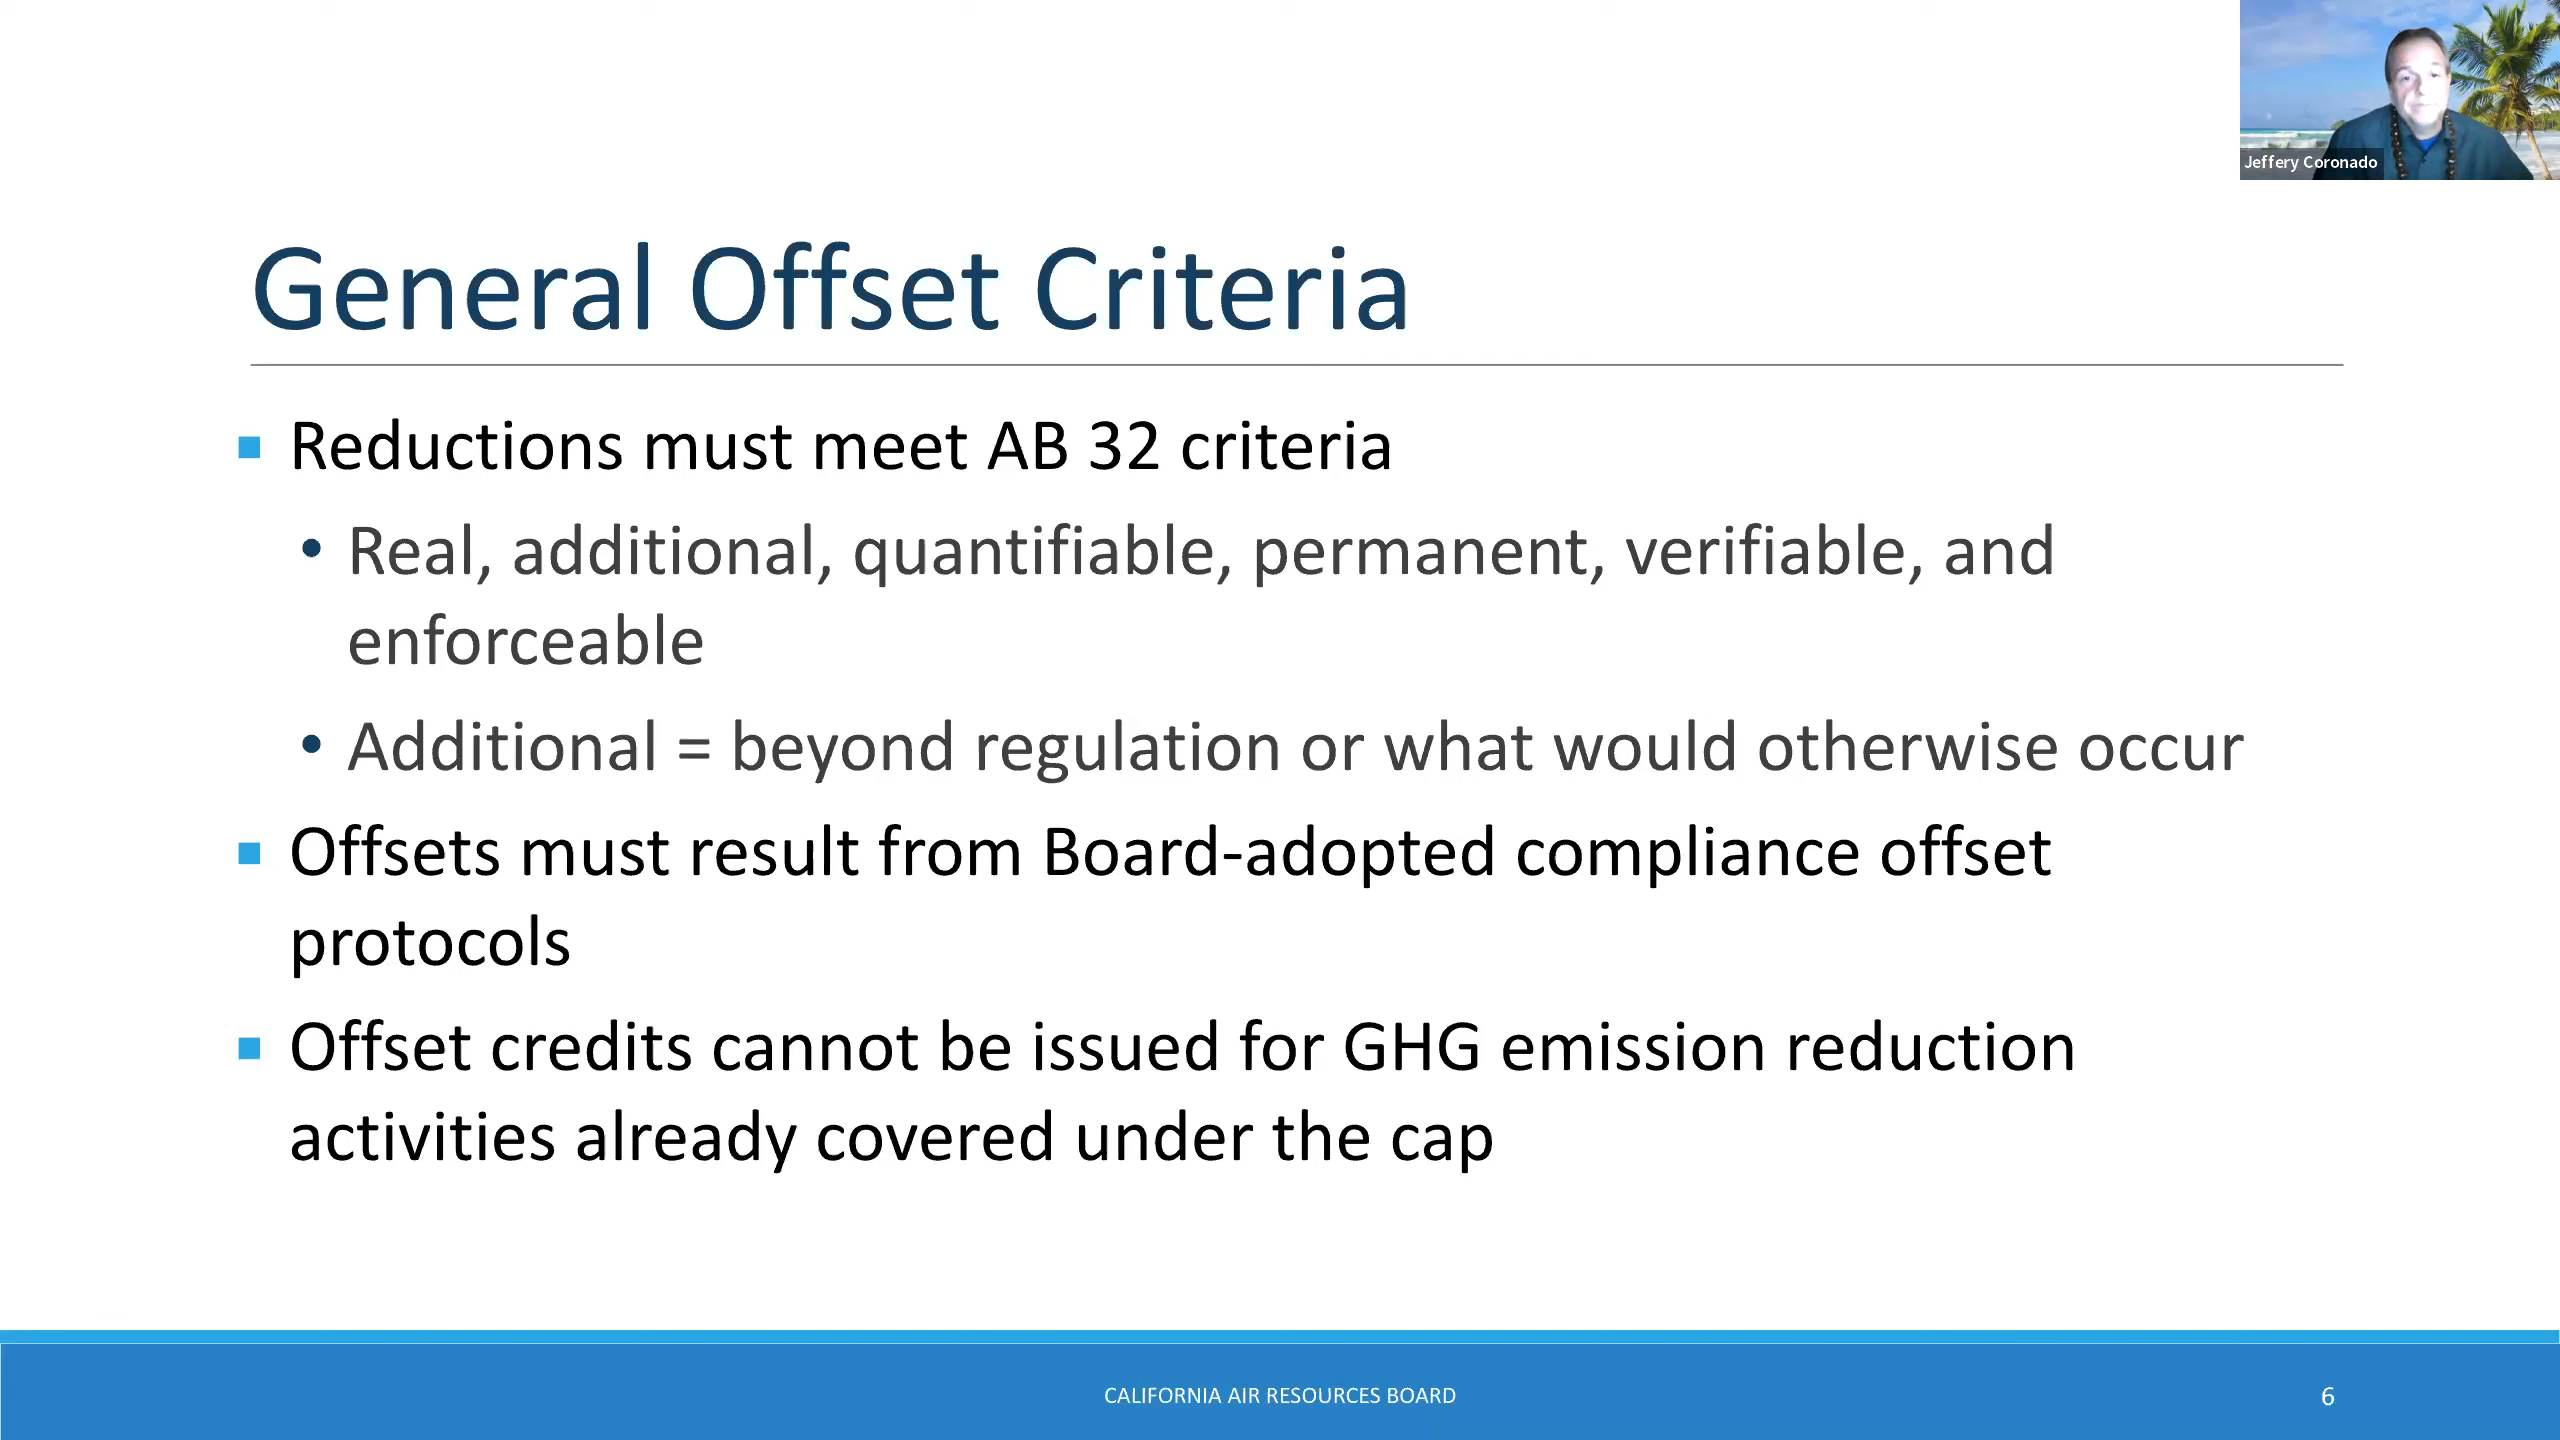 Jeffery Coronado
General Offset Criteria
Reductions must meet AB 32 criteria
Real, additional, quantifiable, permanent, verifiable, and
enforceable
Additional = beyond regulation or what would otherwise occur
Offsets must result from Board-adopted compliance offset
protocols
Offset credits cannot be issued for GHG emission reduction
activities already covered under the cap
CALIFORNIA AIR RESOURCES BOARD
6